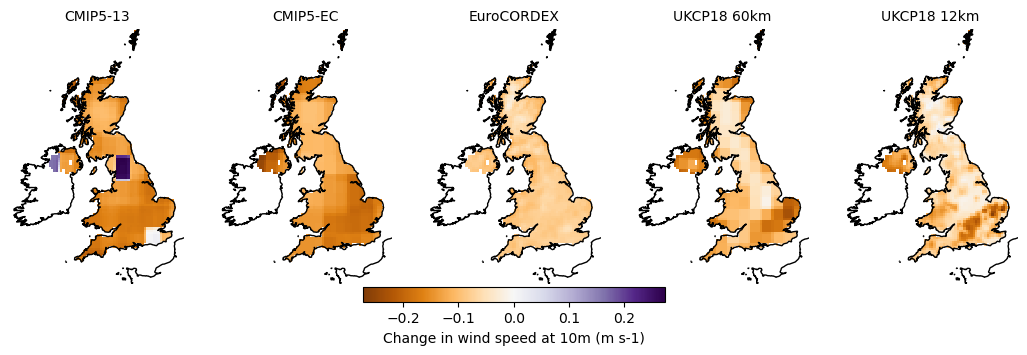 CMIP5-13 CMIP5-EC EuroCORDEX UKCP18 60km UKCP18 12km
−0.2 −0.1 0.0 0.1 0.2
Change in wind speed at 10m (m s-1)